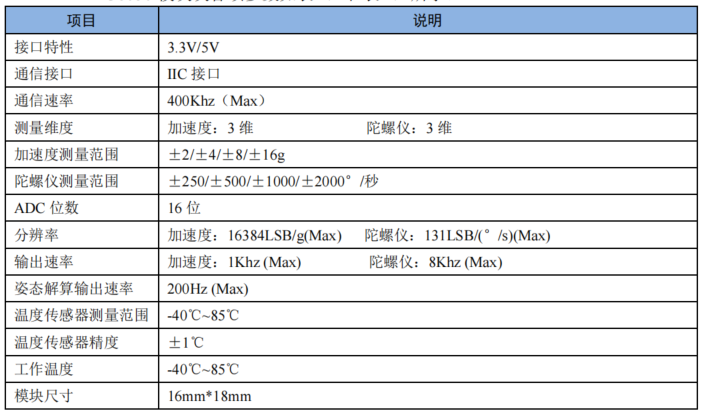 项目 说明
接口特性 3.3V/5V
通信接口 IIC 接口
通信速率 400Khz（Max）
测量维度 加速度：3 维 陀螺仪：3 维
加速度测量范围 ±2/±4/±8/±16g
陀螺仪测量范围 ±250/±500/±1000/±2000°/秒
ADC 位数 16 位
分辨率 加速度：16384LSB/g(Max) 陀螺仪：131LSB/(°/s)(Max)
输出速率 加速度：1Khz (Max) 陀螺仪：8Khz (Max)
姿态解算输出速率 200Hz (Max)
温度传感器测量范围 -40℃~85℃
温度传感器精度 ±1℃
工作温度 -40℃~85℃
模块尺寸 16mm*18mm